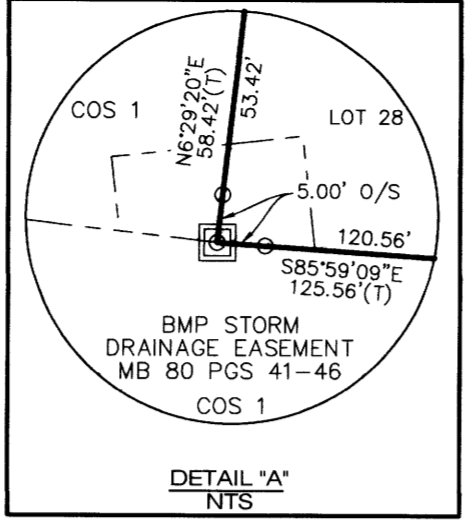 COS 1
N6°29'20"E
58.42'(T)
53.42'
LOT 28
5.00' O/S
120.56'
S85°59'09"E
125.56'(T)
BMP STORM
DRAINAGE EASEMENT
MB 80 PGS 41-46
COS 1
DETAIL "A"
NTS